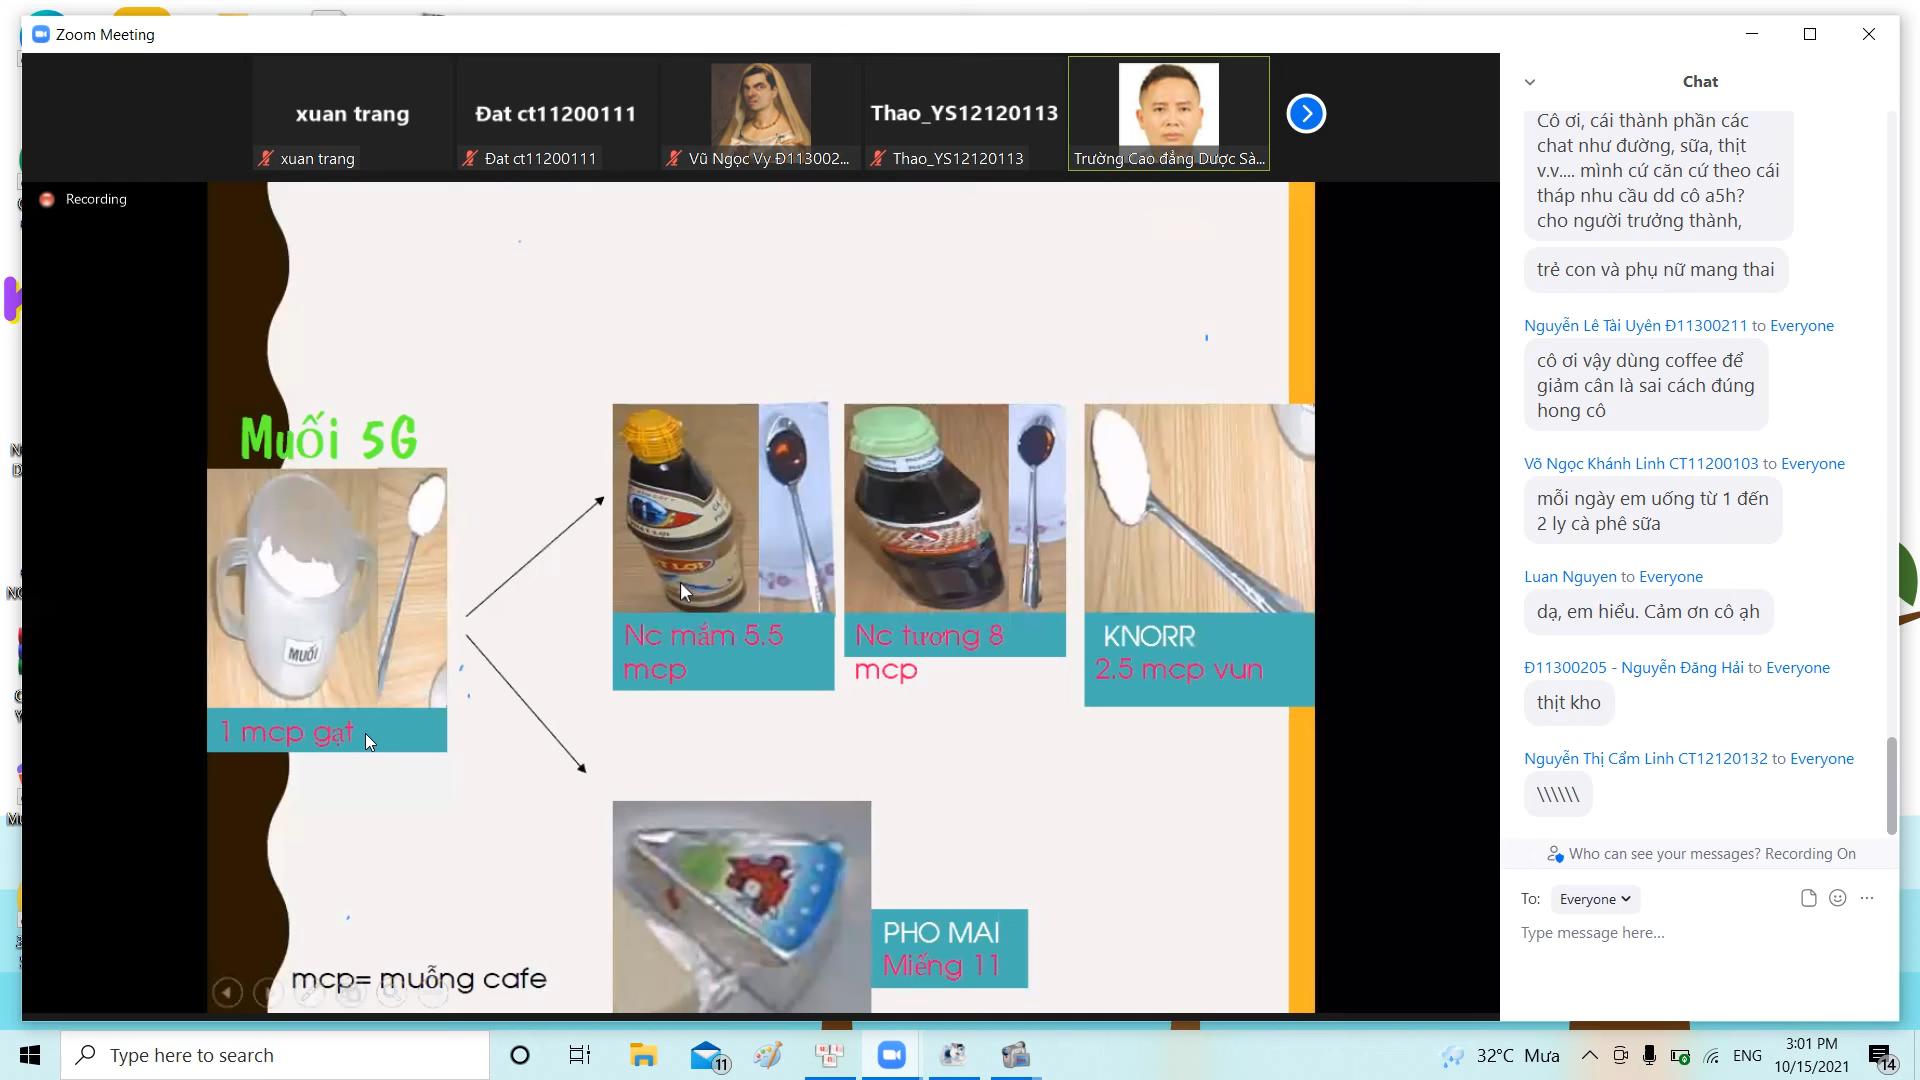 Zoom Meeting
xuan trang
Đat ct11200111
Thao_YS12120113
xuan trang
Đat ct11200111
Vũ Ngọc Vy Đ113002...
Thao_YS12120113
Trường Cao đẳng Dược Sà...
Recording
Muối 5G
MUỐI
1 mcp gạt
Nc mắm 5.5
mcp
Nc tương 8
mcp
KNORR
2.5 mcp vun
PHO MAI
Miếng 11
mcp= muỗng cafe
Chat
Cô ơi, cái thành phần các
chat như đường, sữa, thịt
v.v.... mình cứ căn cứ theo cái
tháp nhu cầu dd cô a5h?
cho người trưởng thành,
trẻ con và phụ nữ mang thai
Nguyễn Lê Tài Uyên Đ11300211 to Everyone
cô ơi vậy dùng coffee để
giảm cân là sai cách đúng
hong cô
Võ Ngọc Khánh Linh CT11200103 to Everyone
mỗi ngày em uống từ 1 đến
2 ly cà phê sữa
Luan Nguyen to Everyone
dạ, em hiểu. Cảm ơn cô ạh
Đ11300205 - Nguyễn Đăng Hải to Everyone
thịt kho
Nguyễn Thị Cẩm Linh CT12120132 to Everyone
\\\\\\
Who can see your messages? Recording On
To: Everyone
Type message here...
Type here to search
11
32°C Mưa
ENG
3:01 PM
10/15/2021
14